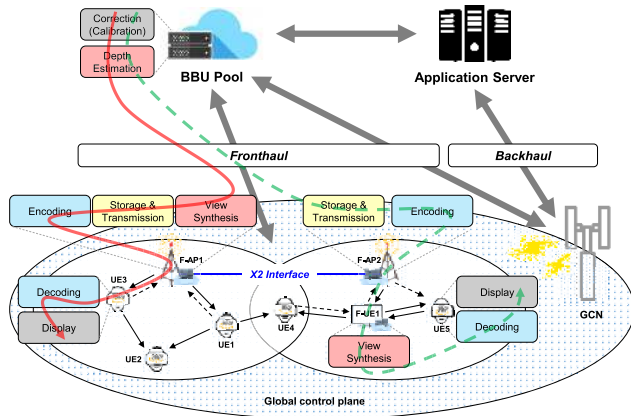 Correction
(Calibration)
Depth
Estimation
BBU Pool
Application Server
Fronthaul
Backhaul
Encoding
Storage &
Transmission
View
Synthesis
Storage &
Transmission
Encoding
F-AP1
X2 Interface
F-AP2
UE3
Decoding
Display
Display
GCN
F-UE1
UE4
UE5
Decoding
UE1
UE2
View
Synthesis
Global control plane